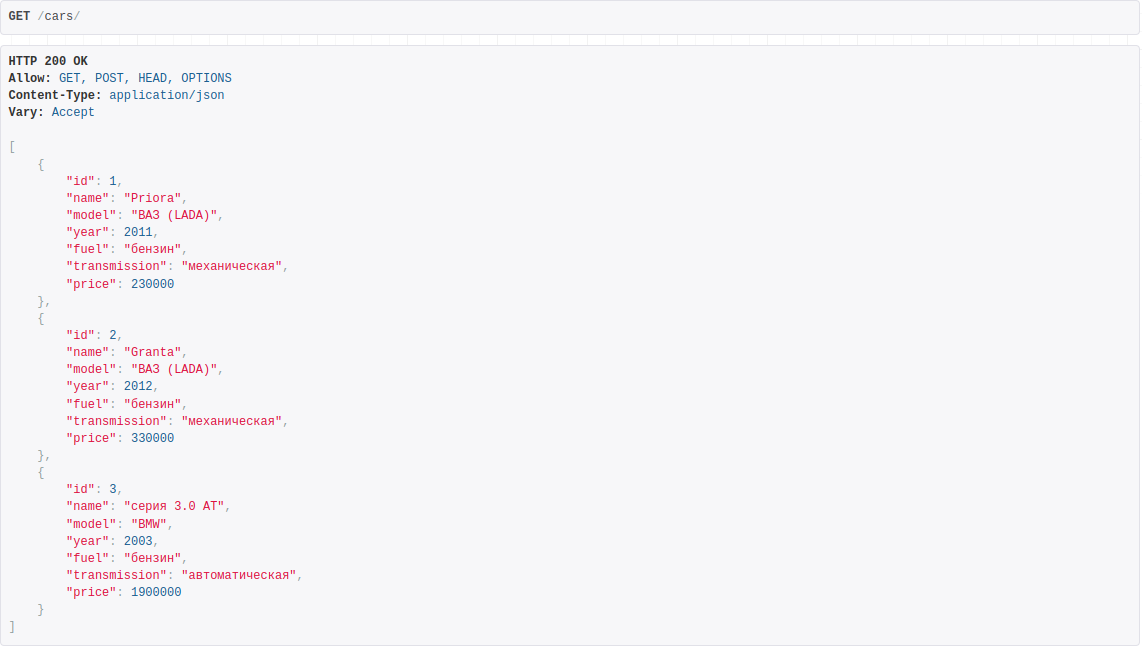 GET /cars/
HTTP 200 OK
Allow: GET, POST, HEAD, OPTIONS
Content-Type: application/json
Vary: Accept
[
    {
        "id": 1,
        "name": "Priora",
        "model": "ВАЗ (LADA)",
        "year": 2011,
        "fuel": "бензин",
        "transmission": "механическая",
        "price": 230000
    },
    {
        "id": 2,
        "name": "Granta",
        "model": "ВАЗ (LADA)",
        "year": 2012,
        "fuel": "бензин",
        "transmission": "механическая",
        "price": 330000
    },
    {
        "id": 3,
        "name": "серия 3.0 AT",
        "model": "BMW",
        "year": 2003,
        "fuel": "бензин",
        "transmission": "автоматическая",
        "price": 1900000
    }
]